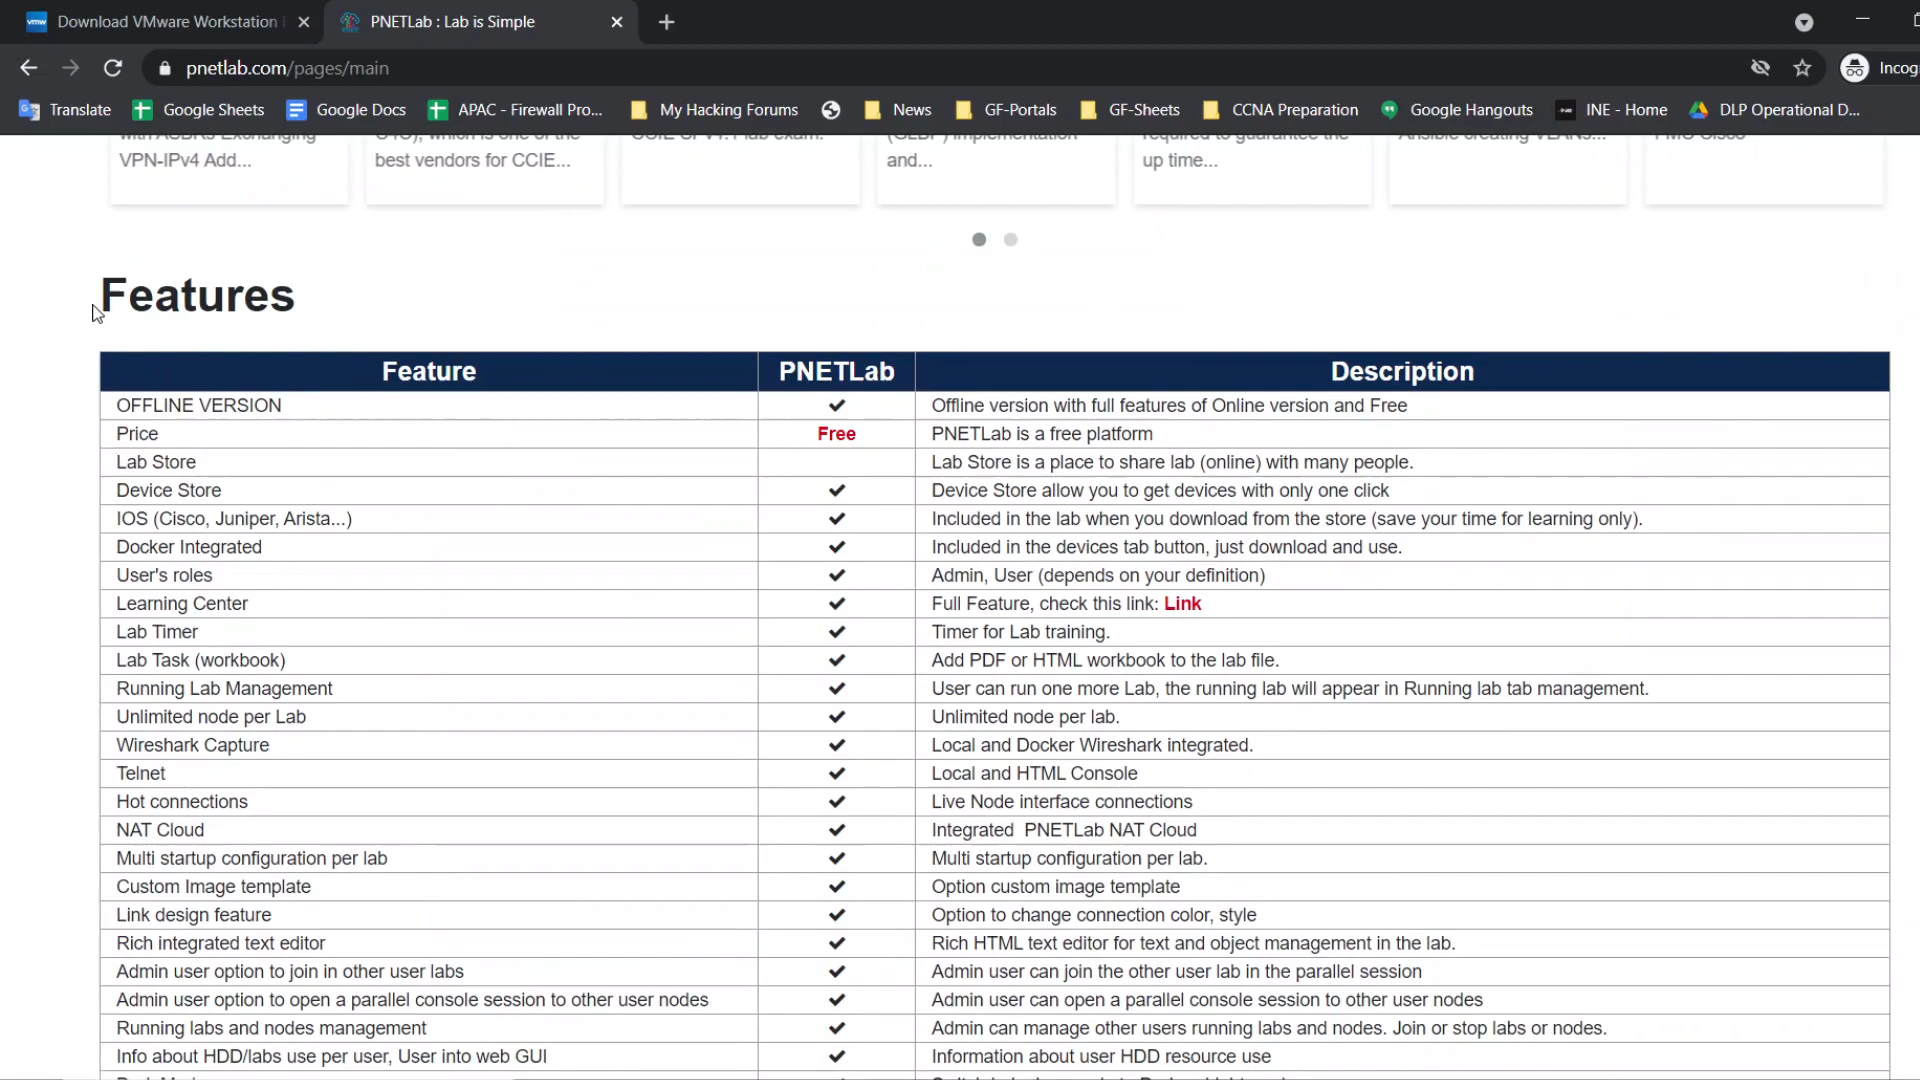 Download VMware Workstation
PNETLab : Lab is Simple
pnetlab.com/pages/main
Incog
Translate
Google Sheets
Google Docs
APAC - Firewall Pro...
My Hacking Forums
News
GF-Portals
GF-Sheets
CCNA Preparation
Google Hangouts
INE - Home
DLP Operational D...
VPN-IPv4 Add...
best vendors for CCIE...
and...
up time...
Features
Feature PNETLab Description
OFFLINE VERSION ✔ Offline version with full features of Online version and Free
Price Free PNETLab is a free platform
Lab Store Lab Store is a place to share lab (online) with many people.
Device Store ✔ Device Store allow you to get devices with only one click
IOS (Cisco, Juniper, Arista...) ✔ Included in the lab when you download from the store (save your time for learning only).
Docker Integrated ✔ Included in the devices tab button, just download and use.
User's roles ✔ Admin, User (depends on your definition)
Learning Center ✔ Full Feature, check this link: Link
Lab Timer ✔ Timer for Lab training.
Lab Task (workbook) ✔ Add PDF or HTML workbook to the lab file.
Running Lab Management ✔ User can run one more Lab, the running lab will appear in Running lab tab management.
Unlimited node per Lab ✔ Unlimited node per lab.
Wireshark Capture ✔ Local and Docker Wireshark integrated.
Telnet ✔ Local and HTML Console
Hot connections ✔ Live Node interface connections
NAT Cloud ✔ Integrated PNETLab NAT Cloud
Multi startup configuration per lab ✔ Multi startup configuration per lab.
Custom Image template ✔ Option custom image template
Link design feature ✔ Option to change connection color, style
Rich integrated text editor ✔ Rich HTML text editor for text and object management in the lab.
Admin user option to join in other user labs ✔ Admin user can join the other user lab in the parallel session
Admin user option to open a parallel console session to other user nodes ✔ Admin user can open a parallel console session to other user nodes
Running labs and nodes management ✔ Admin can manage other users running labs and nodes. Join or stop labs or nodes.
Info about HDD/labs use per user, User into web GUI ✔ Information about user HDD resource use